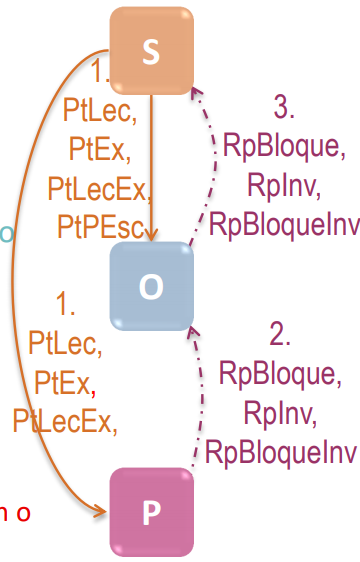 S
1.
PtLec,
PtEx,
PtLecEx,
PtPEsc
3.
RpBloque,
RpInv,
RpBloqueInv
o
O
1.
PtLec,
PtEx,
PtLecEx,
2.
RpBloque,
RpInv,
RpBloqueInv
n o
P